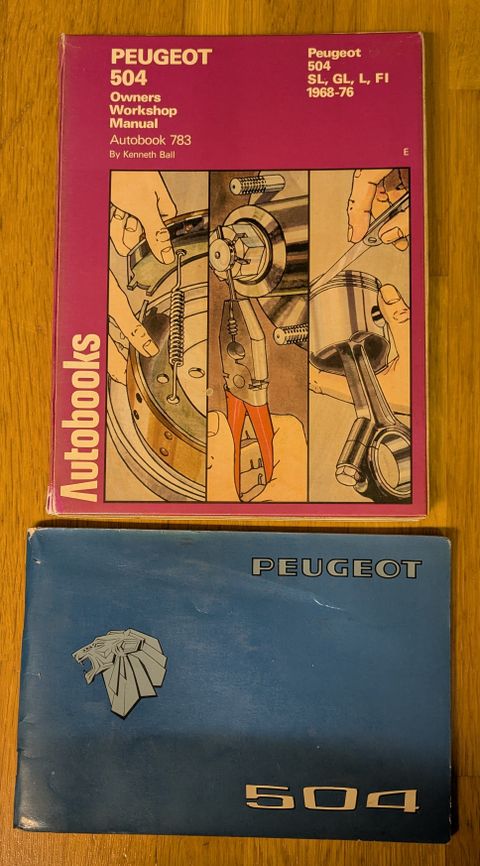 PEUGEOT
504
Owners
Workshop
Manual
Autobook 783
By Kenneth Ball
Peugeot
504
SL, GL, L, FI
1968-76
E
Autobooks
PEUGEOT
504